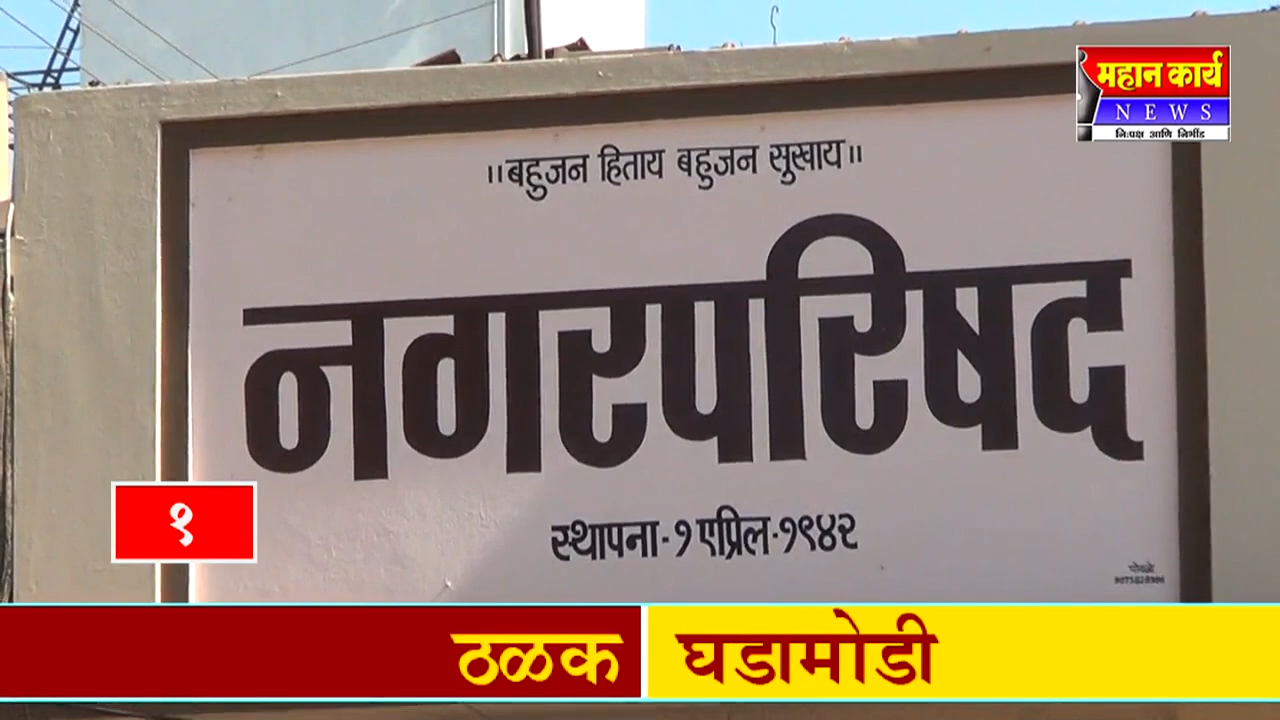 महान कार्य
NEWS
निःपक्ष आणि निर्भीड
।।बहुजन हिताय बहुजन सुखाय।।
नगरपरिषद
स्थापना-१ एप्रिल-१९४२
१
ठळक घडामोडी